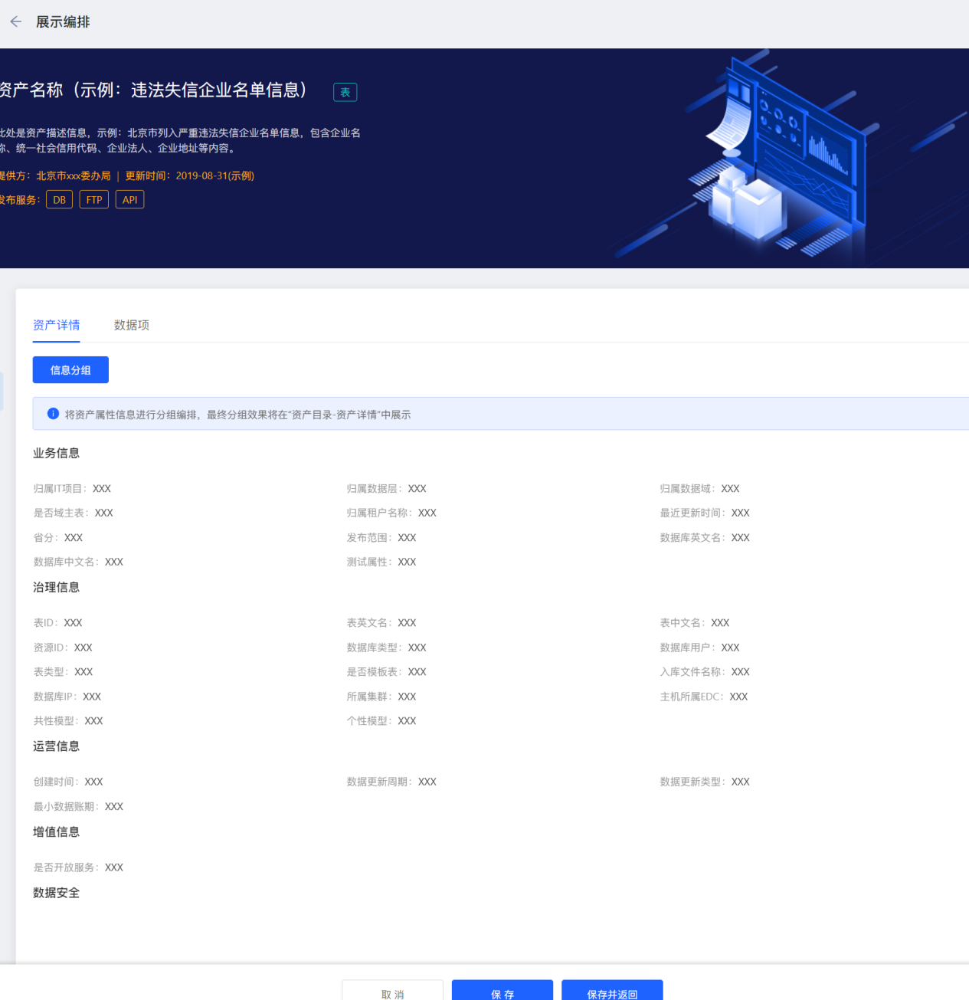 展示编排
资产名称（示例：违法失信企业名单信息） 表
此处是资产描述信息，示例：北京市列入严重违法失信企业名单信息，包含企业名
称、统一社会信用代码、企业法人、企业地址等内容。
提供方：北京市xxx委办局 | 更新时间：2019-08-31(示例)
发布服务： DB FTP API
资产详情 数据项
信息分组
将资产属性信息进行分组编排，最终分组效果将在“资产目录-资产详情”中展示
业务信息
归属IT项目：XXX 归属数据层：XXX 归属数据域：XXX
是否域主表：XXX 归属租户名称：XXX 最近更新时间：XXX
省分：XXX 发布范围：XXX 数据库英文名：XXX
数据库中文名：XXX 测试属性：XXX
治理信息
表ID：XXX 表英文名：XXX 表中文名：XXX
资源ID：XXX 数据库类型：XXX 数据库用户：XXX
表类型：XXX 是否模板表：XXX 入库文件名称：XXX
数据库IP：XXX 所属集群：XXX 主机所属EDC：XXX
共性模型：XXX 个性模型：XXX
运营信息
创建时间：XXX 数据更新周期：XXX 数据更新类型：XXX
最小数据账期：XXX
增值信息
是否开放服务：XXX
数据安全
取 消 保 存 保存并返回